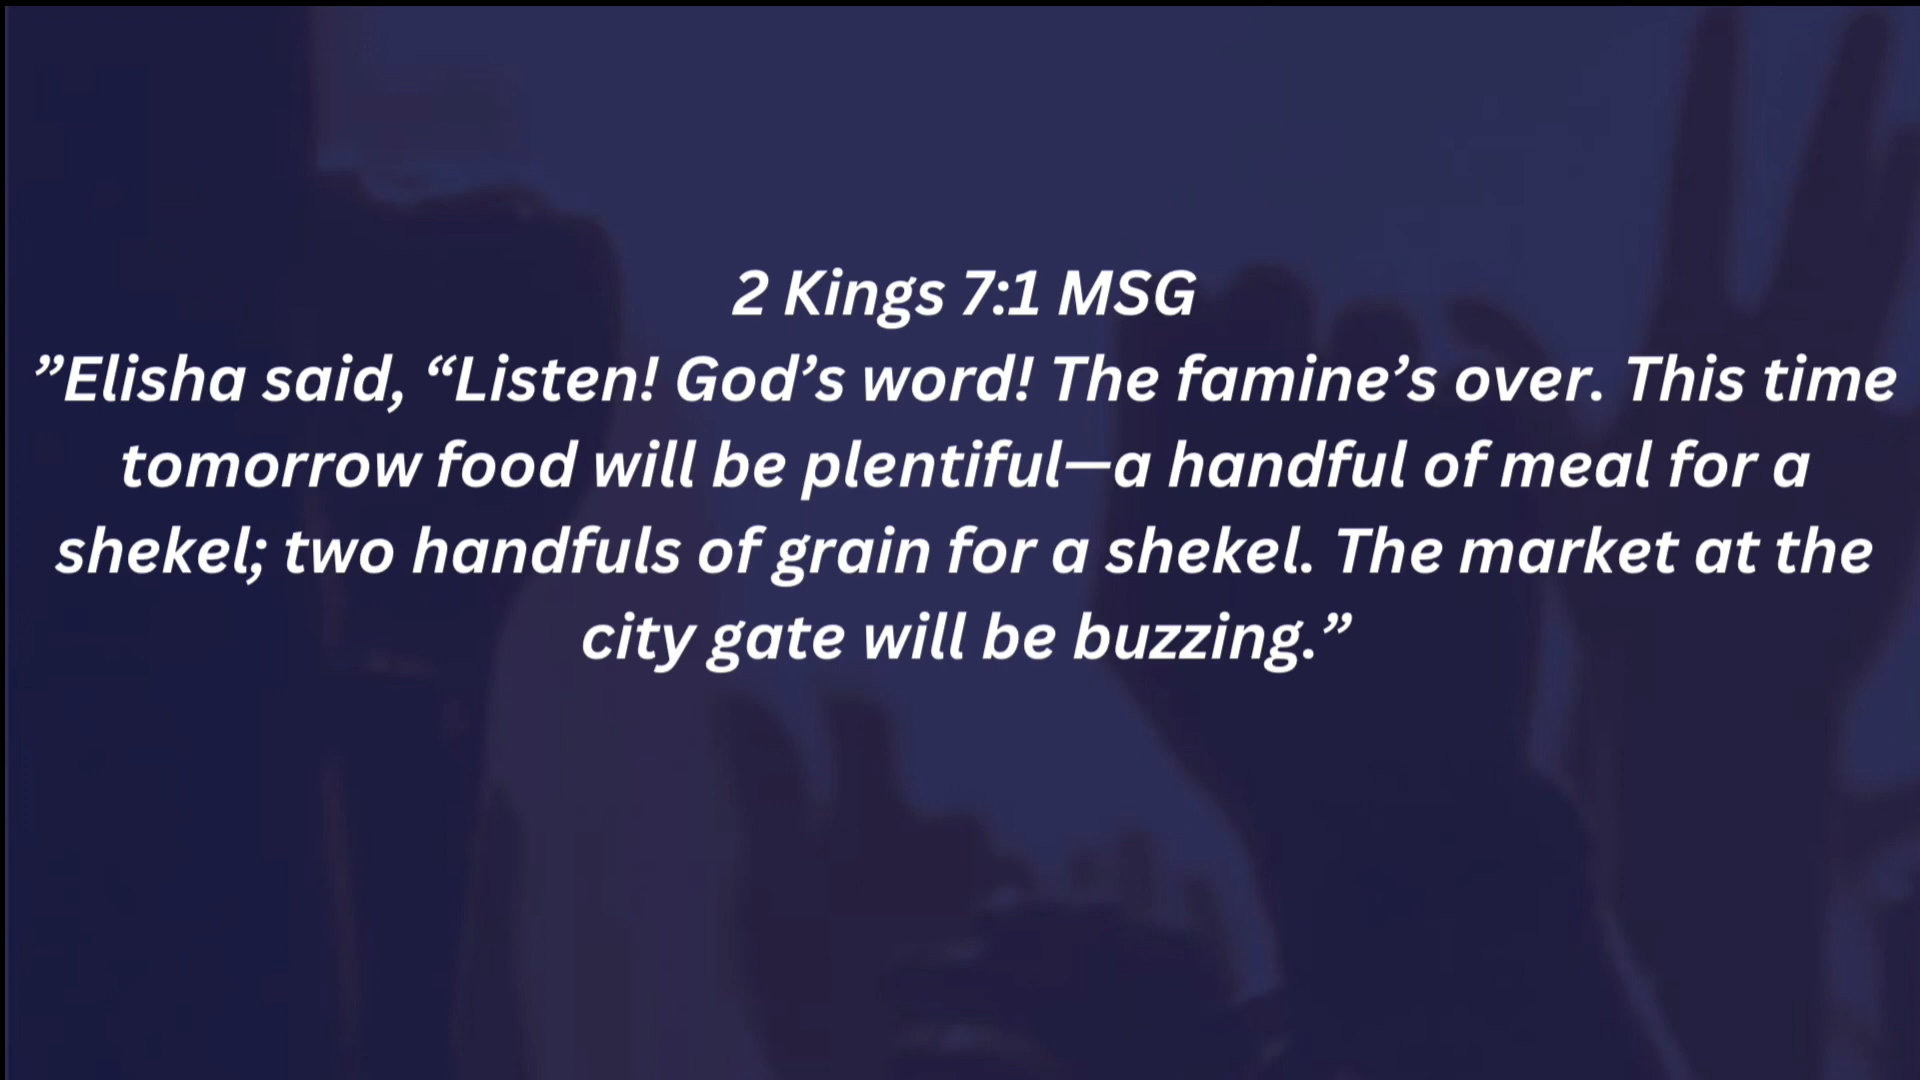 2 Kings 7:1 MSG
”Elisha said, “Listen! God’s word! The famine’s over. This time
tomorrow food will be plentiful—a handful of meal for a
shekel; two handfuls of grain for a shekel. The market at the
city gate will be buzzing.”